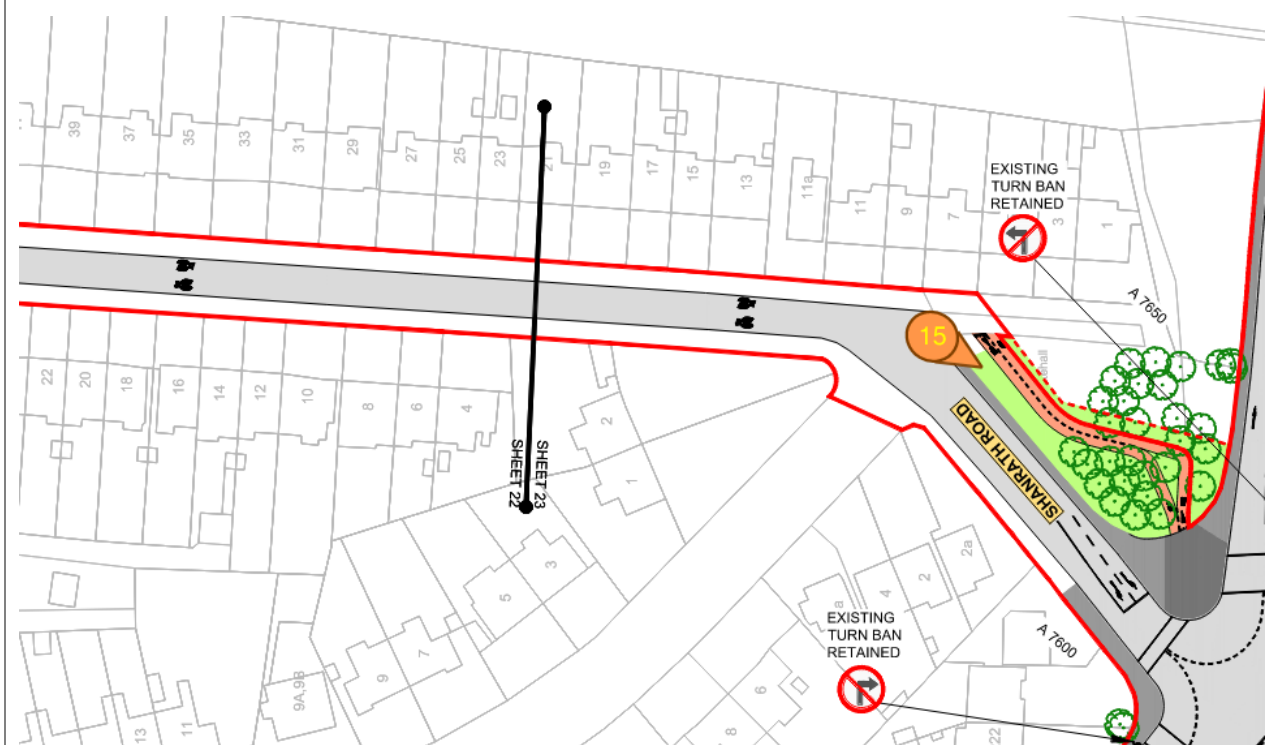 39
37
35
33
31
29
27
25
23
21
19
17
15
13
11a
11
9
7
3
1
EXISTING
TURN BAN
RETAINED
A 7650
15
SHANRATH ROAD
22
20
18
16
14
12
10
8
6
4
2
1
SHEET 23
SHEET 22
3
5
7
9
9A,9B
11
13
2a
2
4
a
6
8
22
EXISTING
TURN BAN
RETAINED
A 7600